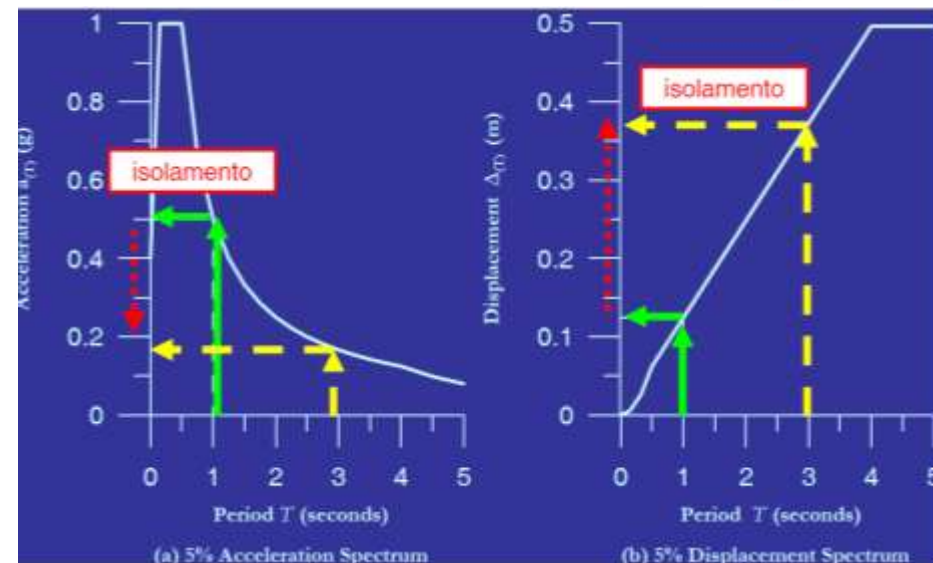 1
0.8
0.6
0.4
0.2
0
Acceleration a(T) (g)
isolamento
0 1 2 3 4 5
Period T (seconds)
(a) 5% Acceleration Spectrum
0.5
0.4
0.3
0.2
0.1
0
Displacement Δ(T) (m)
isolamento
0 1 2 3 4 5
Period T (seconds)
(b) 5% Displacement Spectrum